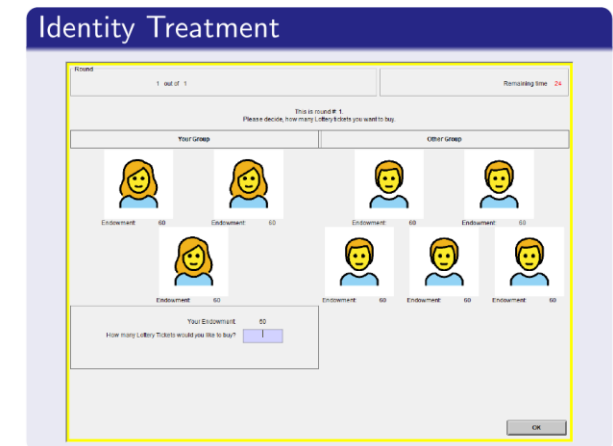 Identity Treatment
Round
1 out of 1
Remaining time 24
This is round # 1.
Please decide, how many Lottery tickets you want to buy.
Your Group
Other Group
Endowment 60 Endowment 60 Endowment 60 Endowment 60
Endowment 60 Endowment: 60 Endowment: 60 Endowment: 60
Your Endowment 60
How many Lottery Tickets would you like to buy?
OK